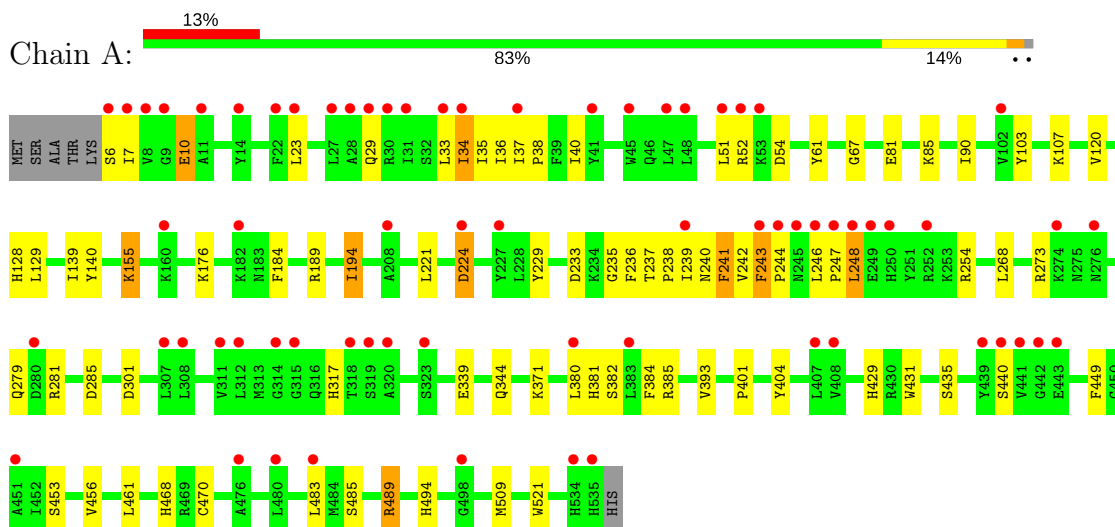 13%
Chain A:
83% 14% • •
MET SER ALA THR LYS S6 I7 V8 G9 E10 A11 Y14 F22 L23 L27 A28 Q29 R30 I31 S32 L33 I34 I35 I36 I37 P38 F39 I40 Y41 W45 Q46 L47 L48 L51 R52 K53 D54 Y61 G67 E81 K85 I90 V102 Y103 K107 V120
H128 L129 I139 Y140 K155 K160 K176 K182 N183 F184 R189 I194 A208 L221 D224 Y227 L228 Y229 D233 K234 G235 F236 T237 P238 I239 N240 F241 V242 F243 P244 N245 L246 P247 L248 E249 H250 Y251 R252 K253 R254 L268 R273 K274 N275 N276
Q279 D280 R281 D285 D301 L307 L308 V311 L312 M313 G314 G315 Q316 H317 T318 S319 A320 S323 E339 Q344 K371 L380 H381 S382 L383 F384 R385 V393 P401 Y404 L407 V408 H429 R430 W431 S435 Y439 S440 V441 G442 E443 F449 G450
A451 I452 S453 V456 L461 H468 R469 C470 A476 L480 L483 M484 S485 R489 H494 G498 M509 W521 H534 H535 HIS